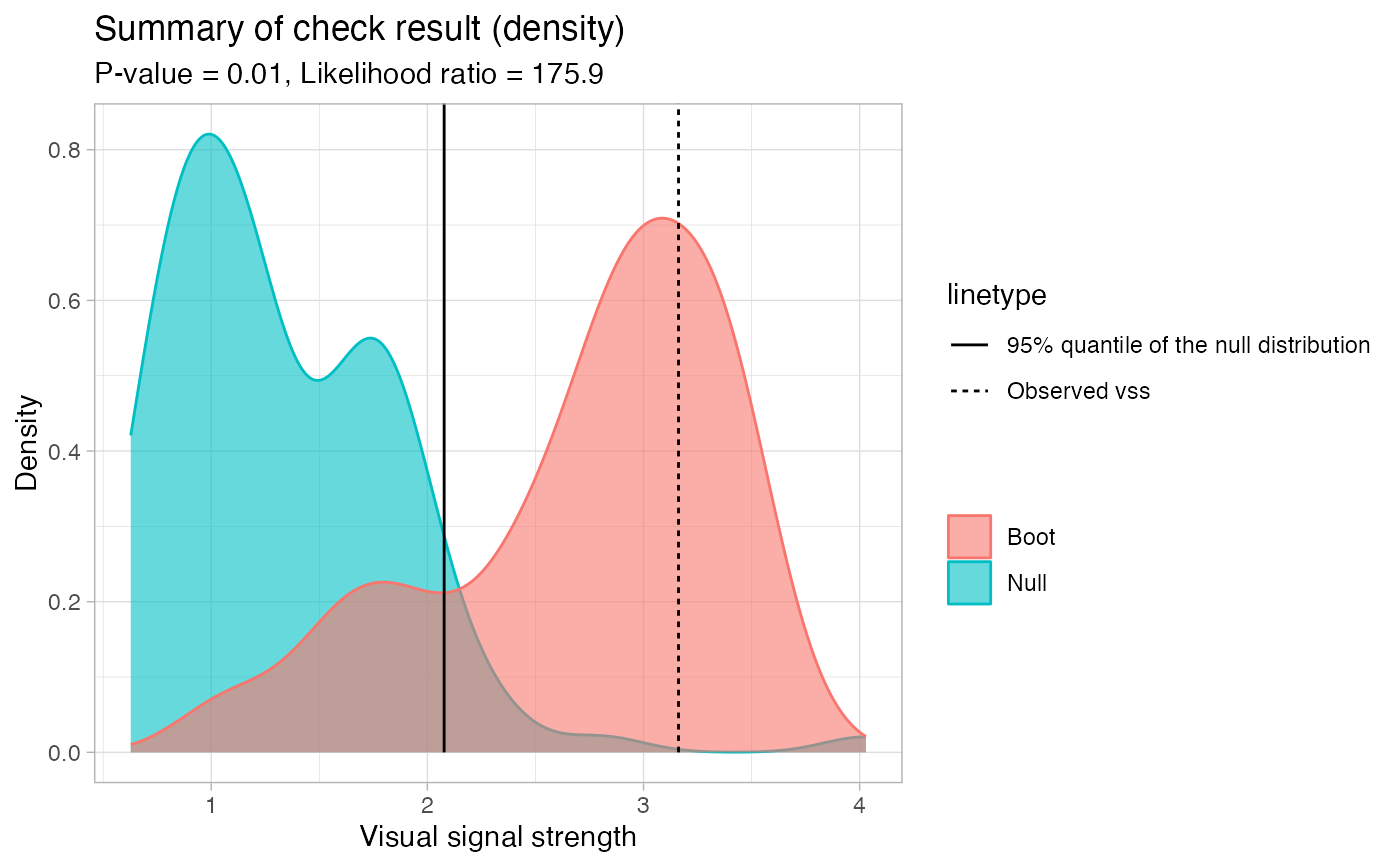 Summary of check result (density)
P-value = 0.01, Likelihood ratio = 175.9
Density
0.8
0.6
0.4
0.2
0.0
1 2 3 4
Visual signal strength
linetype
95% quantile of the null distribution
Observed vss
Boot
Null